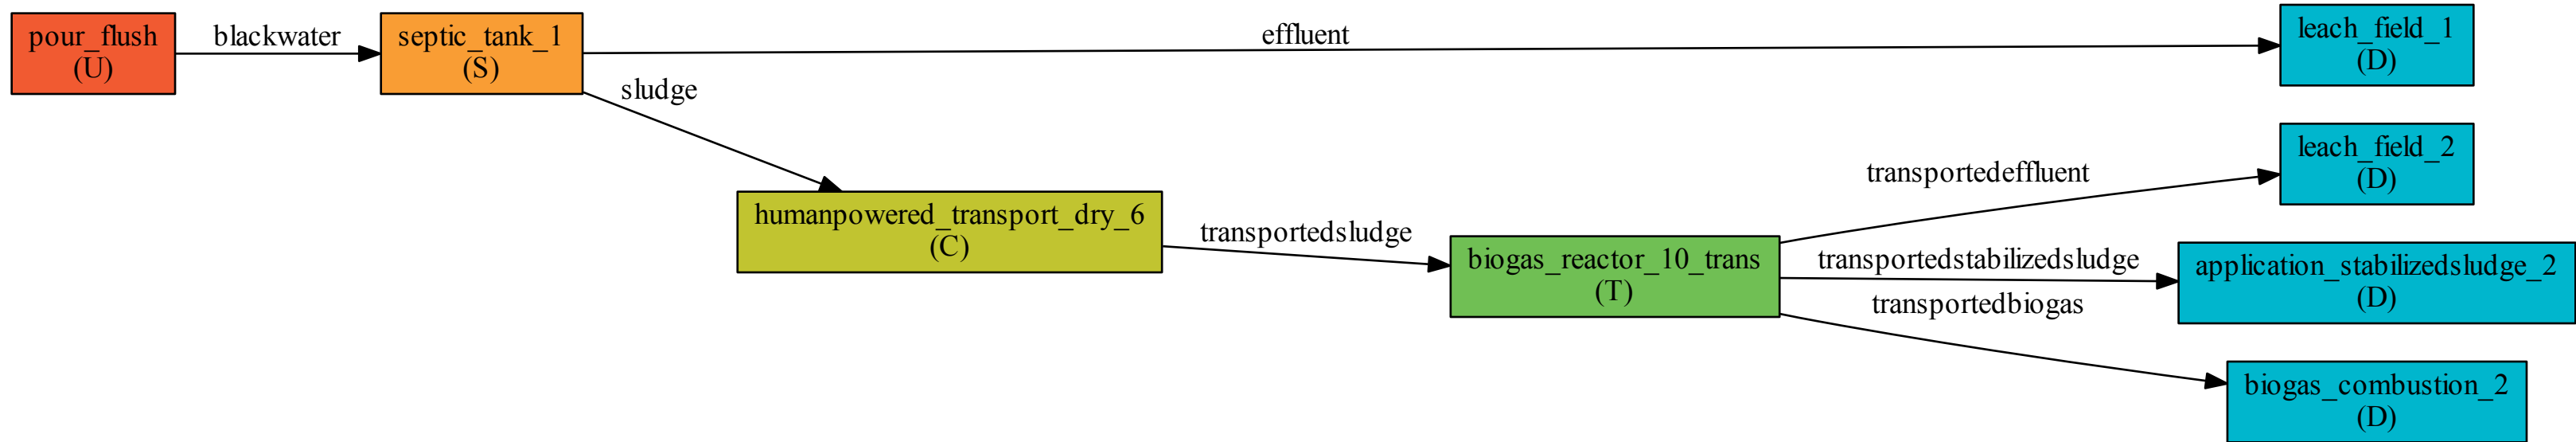 pour_flush
(U)
blackwater
septic_tank_1
(S)
effluent
leach_field_1
(D)
sludge
humanpowered_transport_dry_6
(C)
transportedsludge
biogas_reactor_10_trans
(T)
transportedeffluent
leach_field_2
(D)
transportedstabilizedsludge
application_stabilizedsludge_2
(D)
transportedbiogas
biogas_combustion_2
(D)